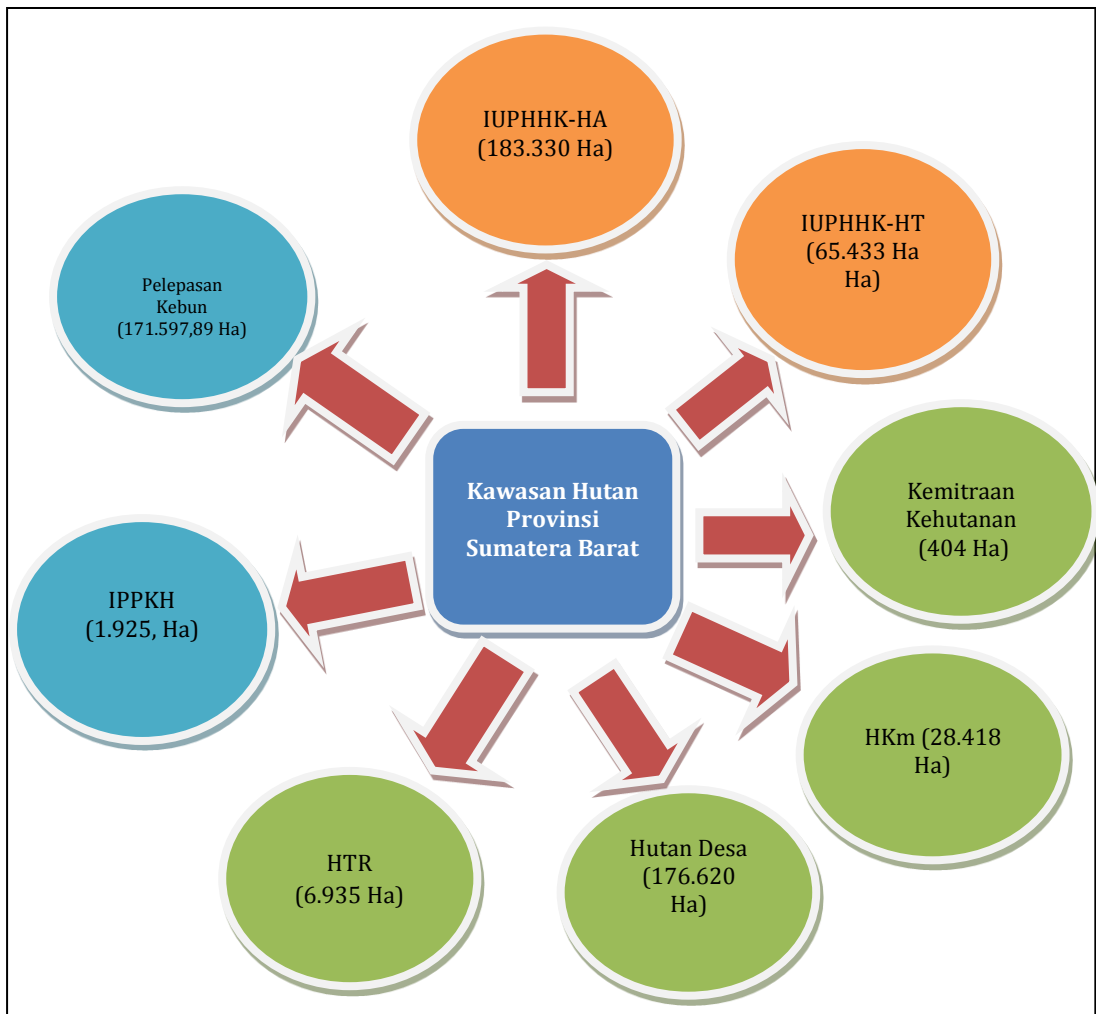 IUPHHK-HA
(183.330 Ha)
IUPHHK-HT
(65.433 Ha
Ha)
Pelepasan
Kebun
(171.597,89 Ha)
Kawasan Hutan
Provinsi
Sumatera Barat
Kemitraan
Kehutanan
(404 Ha)
IPPKH
(1.925, Ha)
HKm (28.418
Ha)
HTR
(6.935 Ha)
Hutan Desa
(176.620
Ha)